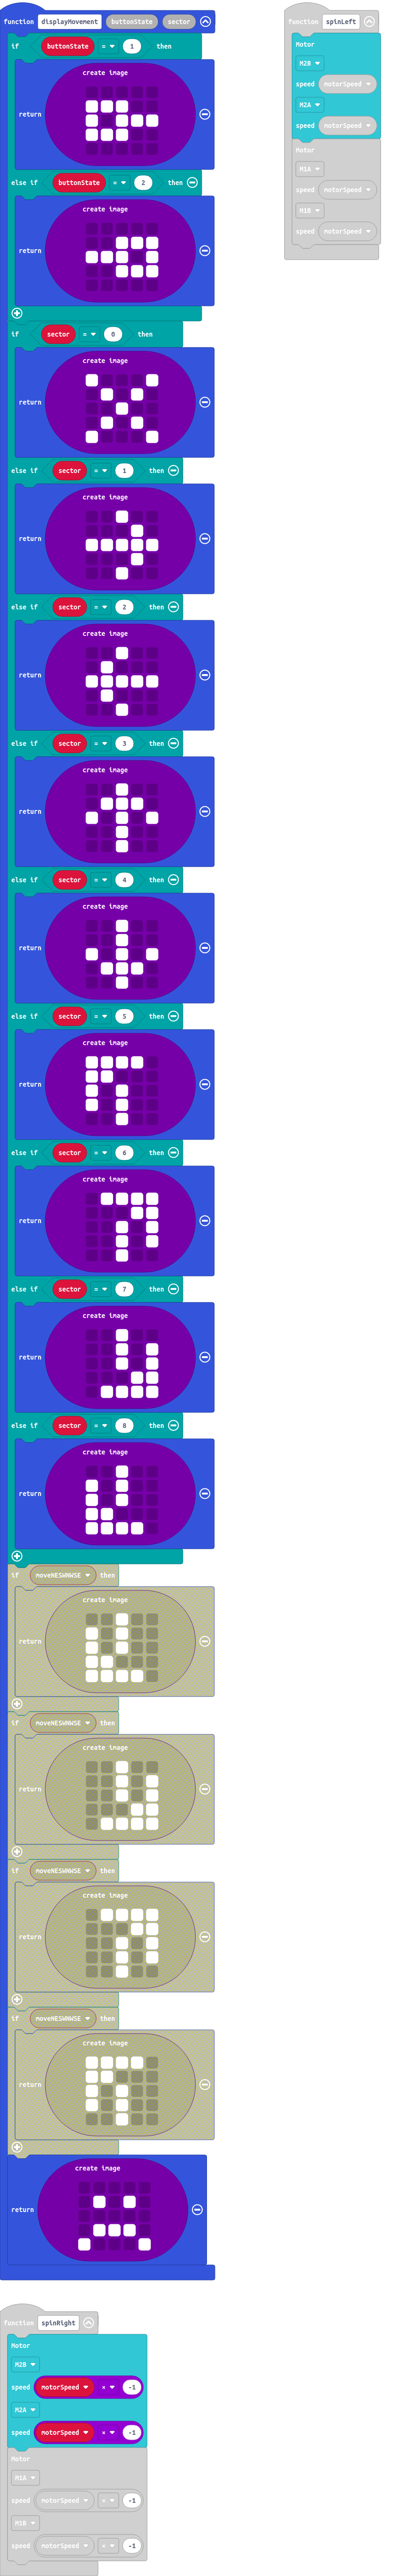 function displayMovement buttonState sector
if buttonState = 1 then
create image
return
else if buttonState = 2 then
create image
return
if sector = 0 then
create image
return
else if sector = 1 then
create image
return
else if sector = 2 then
create image
return
else if sector = 3 then
create image
return
else if sector = 4 then
create image
return
else if sector = 5 then
create image
return
else if sector = 6 then
create image
return
else if sector = 7 then
create image
return
else if sector = 8 then
create image
return
if moveNESWNWSE then
create image
return
if moveNESWNWSE then
create image
return
if moveNESWNWSE then
create image
return
if moveNESWNWSE then
create image
return
create image
return
function spinLeft
Motor
M2B
speed motorSpeed
M2A
speed motorSpeed
Motor
M1A
speed motorSpeed
M1B
speed motorSpeed
function spinRight
Motor
M2B
speed motorSpeed × -1
M2A
speed motorSpeed × -1
Motor
M1A
speed motorSpeed = -1
M1B
speed motorSpeed = -1